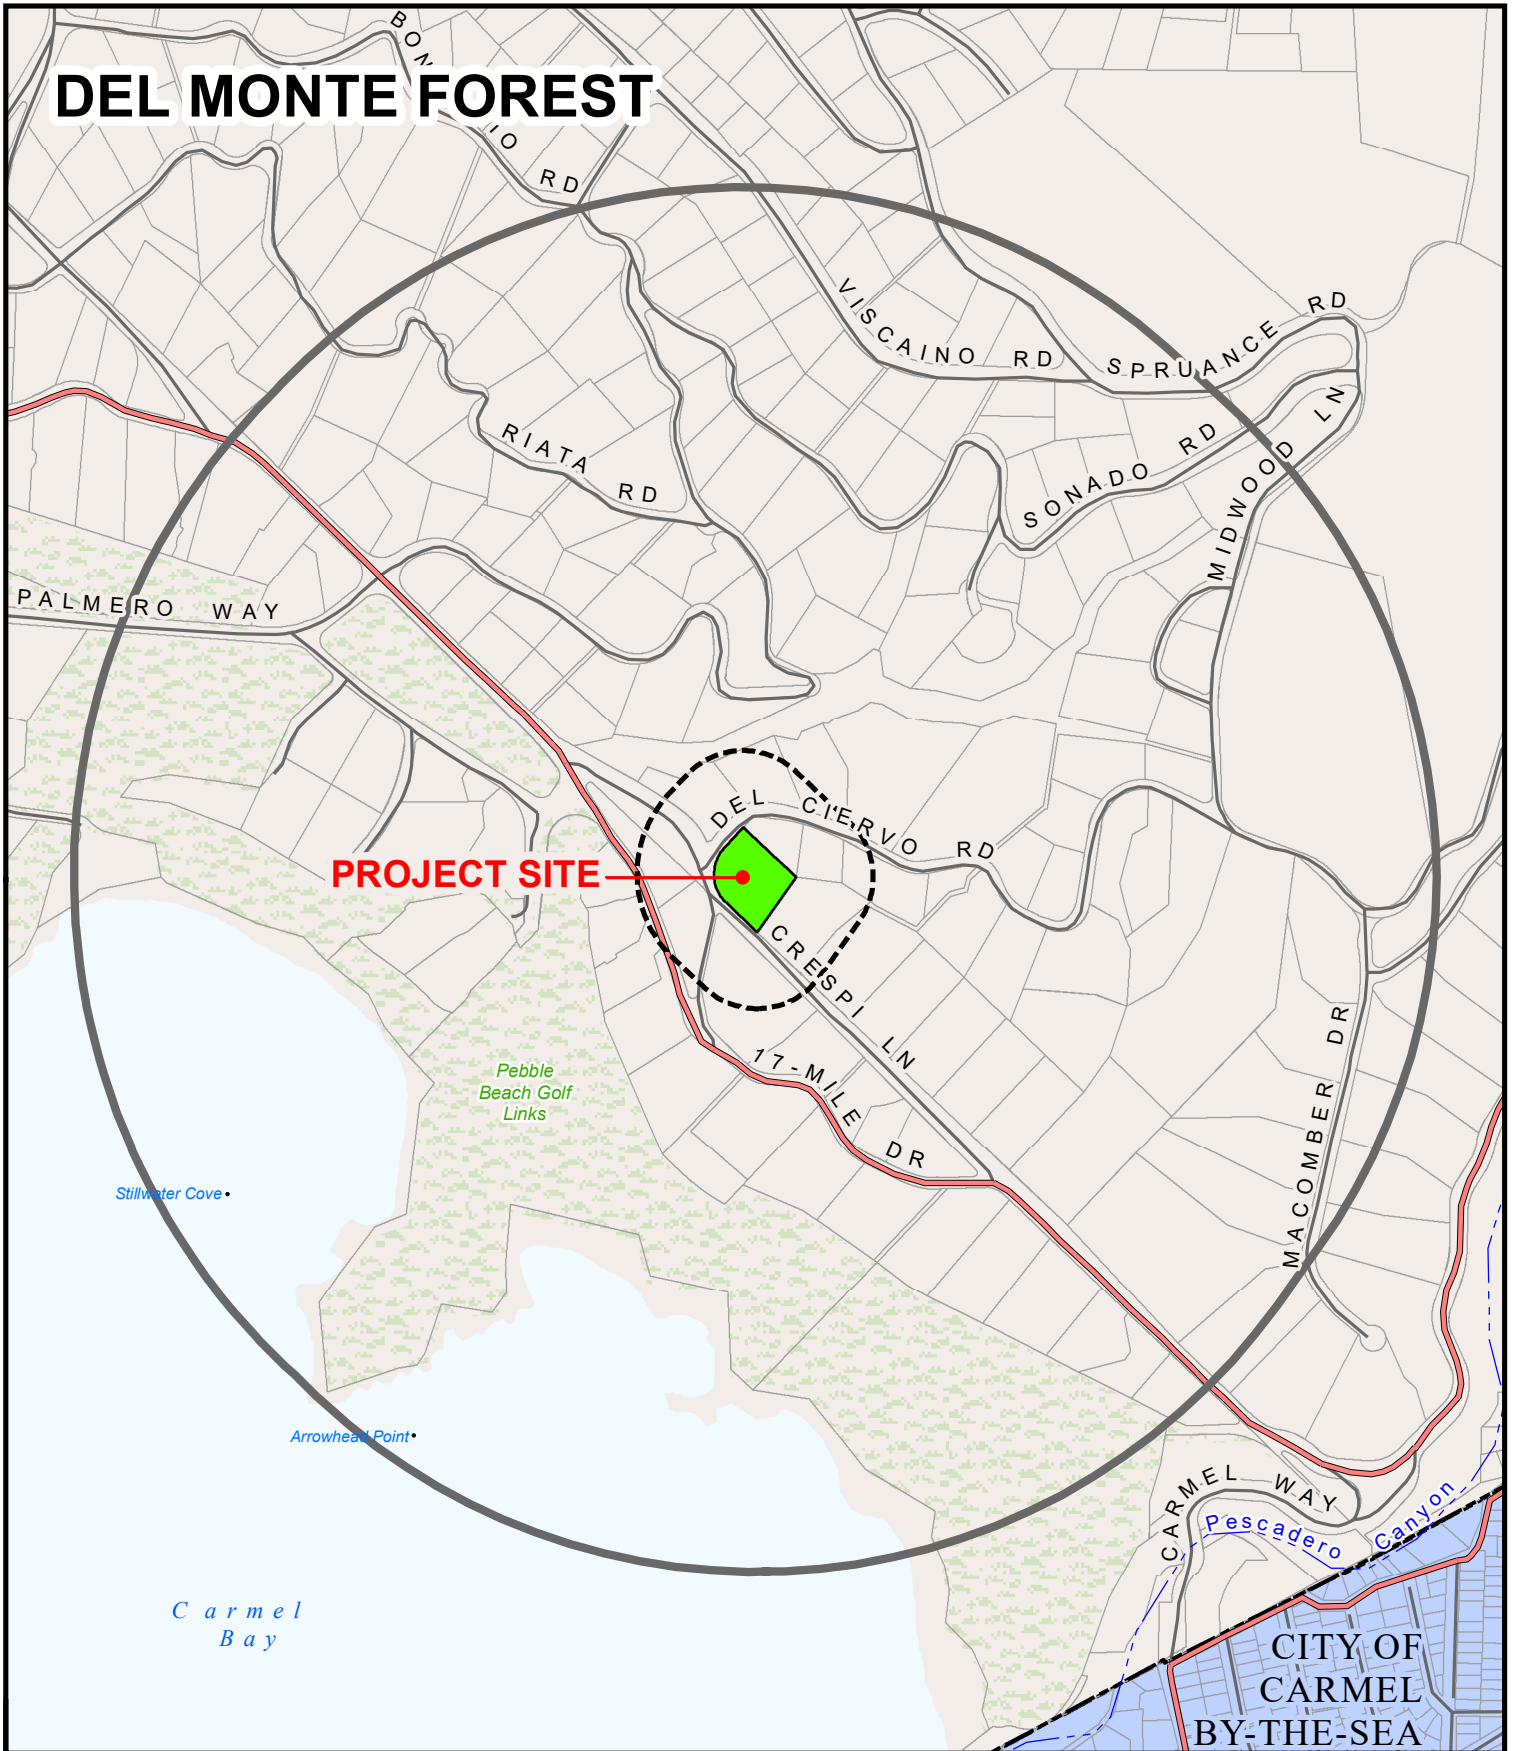 DEL MONTE FOREST
RD
VISCAINO RD
SPRUANCE RD
RIATA RD
SONADO RD
MIDWOOD LN
PALMERO WAY
DEL CIERVO RD
PROJECT SITE
CRESPI LN
17-MILE DR
MACOMBER DR
Pebble
Beach Golf
Links
Stillwater Cove
Arrowhead Point
CARMEL WAY
Pescadero Canyon
Carmel
Bay
CITY OF
CARMEL
BY-THE-SEA